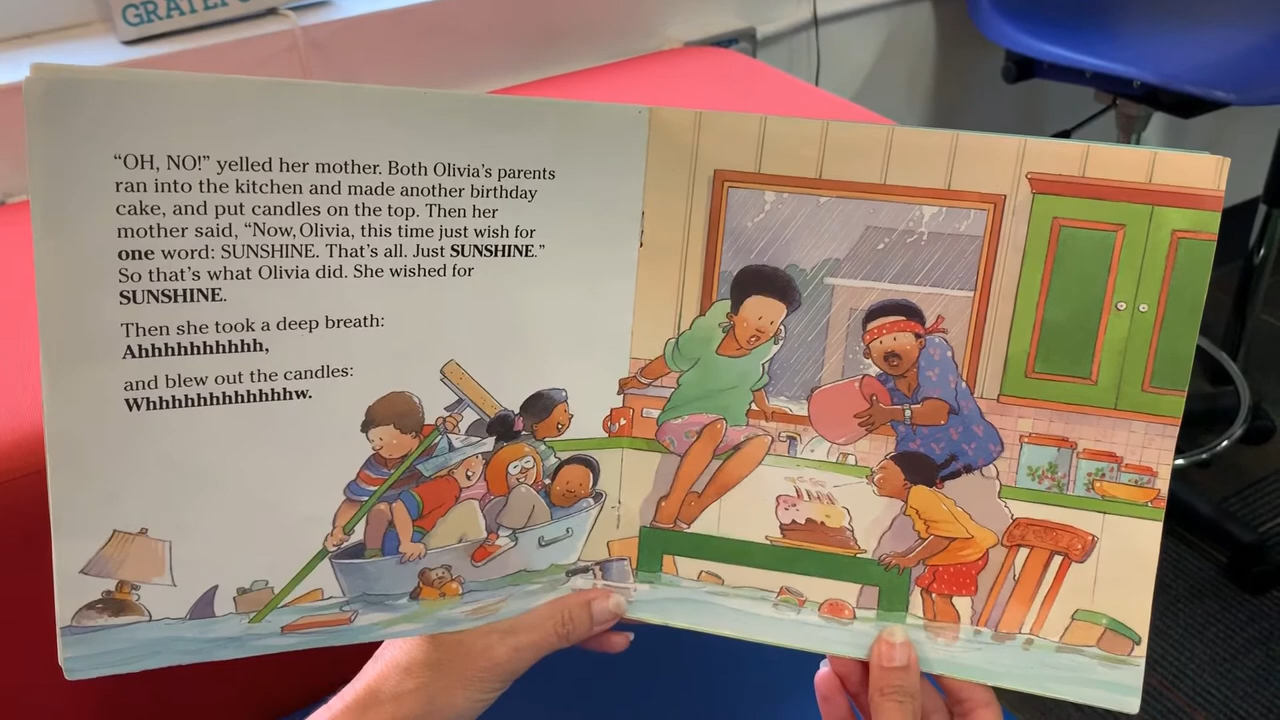 GRATEF
"OH, NO!" yelled her mother. Both Olivia's parents
ran into the kitchen and made another birthday
cake, and put candles on the top. Then her
mother said, "Now, Olivia, this time just wish for
one word: SUNSHINE. That's all. Just SUNSHINE."
So that's what Olivia did. She wished for
SUNSHINE.
Then she took a deep breath:
Ahhhhhhhhhh,
and blew out the candles:
Whhhhhhhhhhhhw.